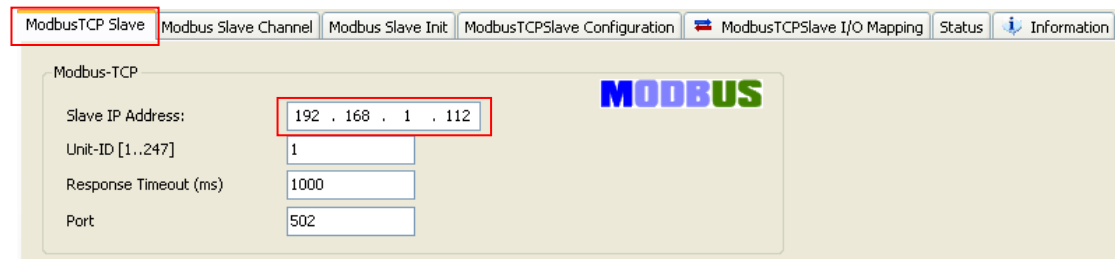 ModbusTCP Slave Modbus Slave Channel Modbus Slave Init ModbusTCPSlave Configuration ModbusTCPSlave I/O Mapping Status Information
Modbus-TCP
MODBUS
Slave IP Address: 192 . 168 . 1 . 112
Unit-ID [1..247] 1
Response Timeout (ms) 1000
Port 502